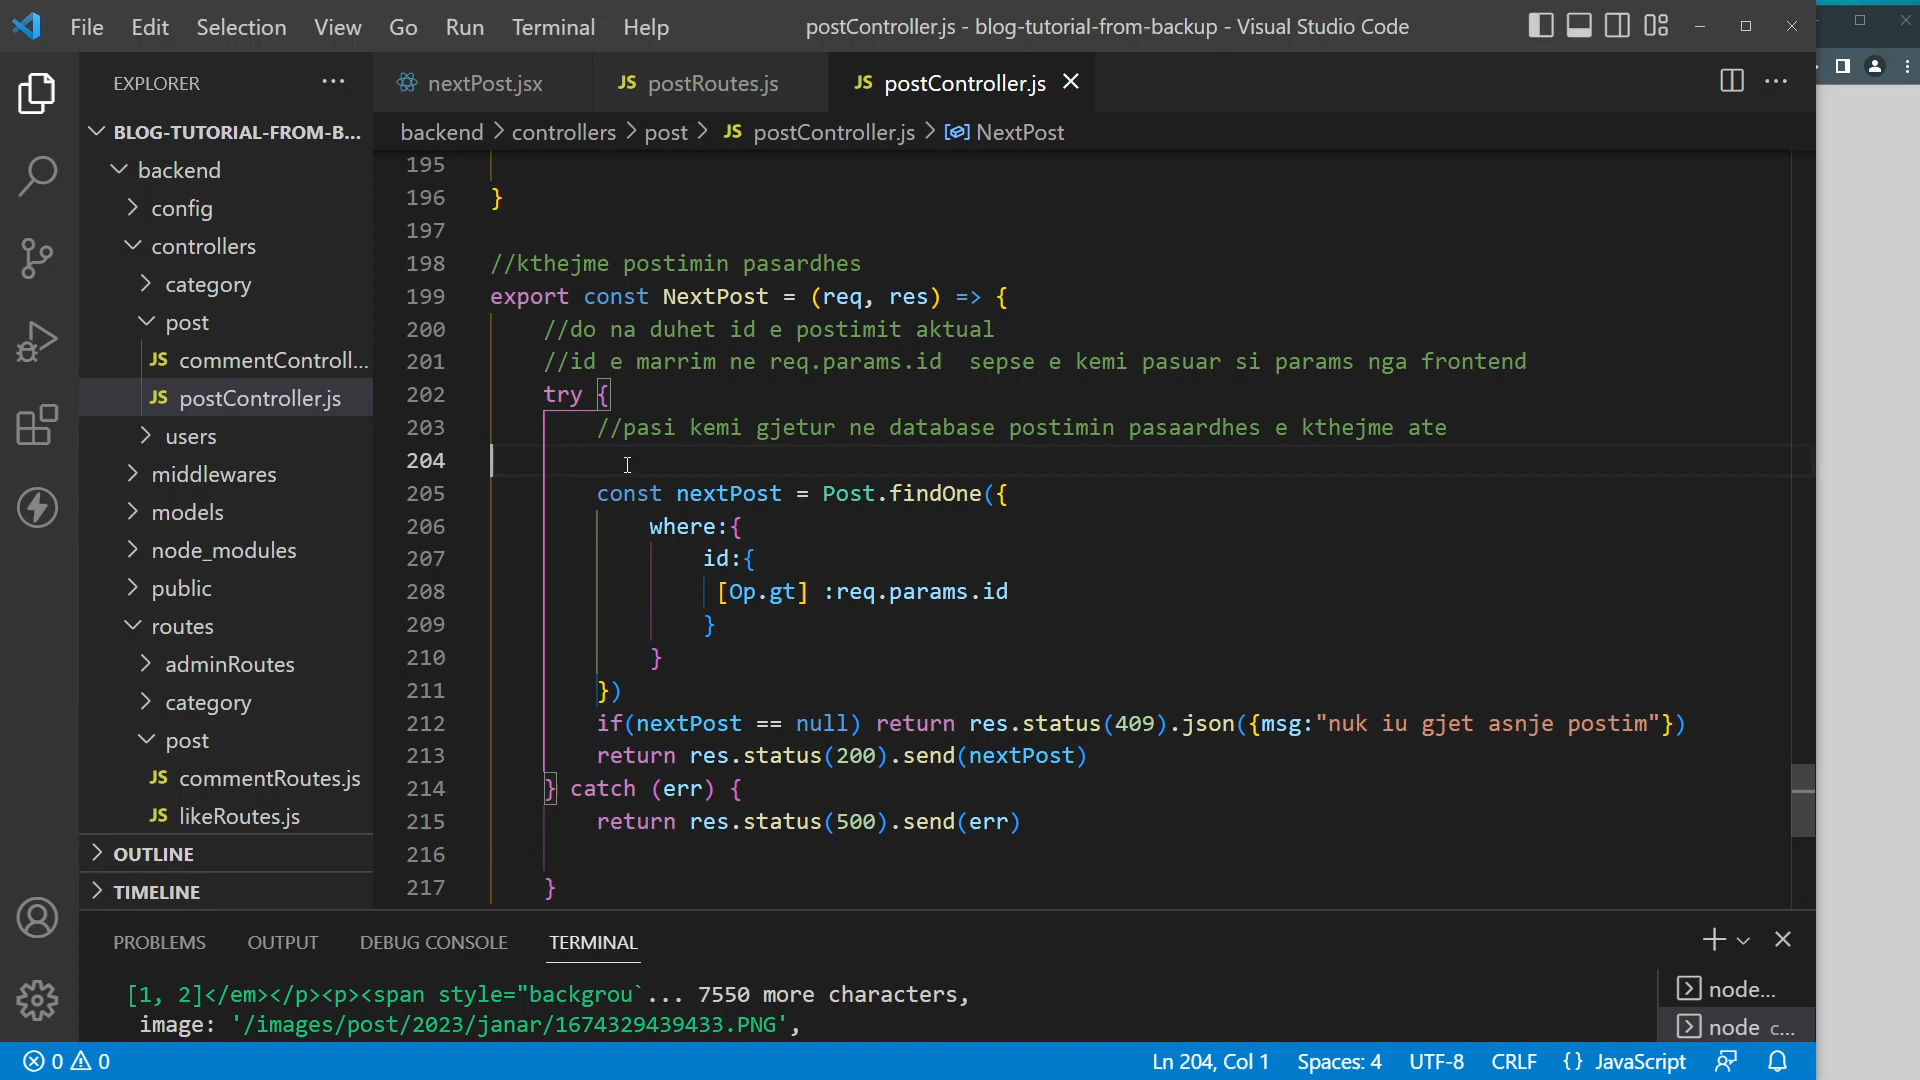 File Edit Selection View Go Run Terminal Help
postController.js - blog-tutorial-from-backup - Visual Studio Code
EXPLORER
BLOG-TUTORIAL-FROM-B...
backend
config
controllers
category
post
JS commentControll...
JS postController.js
users
middlewares
models
node_modules
public
routes
adminRoutes
category
post
JS commentRoutes.js
JS likeRoutes.js
OUTLINE
TIMELINE
nextPost.jsx
JS postRoutes.js
JS postController.js
backend > controllers > post > JS postController.js > NextPost
195
196 }
197
198 //kthejme postimin pasardhes
199 export const NextPost = (req, res) => {
200 //do na duhet id e postimit aktual
201 //id e marrim ne req.params.id  sepse e kemi pasuar si params nga frontend
202 try {
203 //pasi kemi gjetur ne database postimin pasaardhes e kthejme ate
204
205 const nextPost = Post.findOne({
206 where:{
207 id:{
208 [Op.gt] :req.params.id
209 }
210 }
211 })
212 if(nextPost == null) return res.status(409).json({msg:"nuk iu gjet asnje postim"})
213 return res.status(200).send(nextPost)
214 } catch (err) {
215 return res.status(500).send(err)
216
217 }
PROBLEMS OUTPUT DEBUG CONSOLE TERMINAL
[1, 2]</em></p><p><span style="backgrou`... 7550 more characters,
image: '/images/post/2023/janar/1674329439433.PNG',
node...
node c...
0 0
Ln 204, Col 1 Spaces: 4 UTF-8 CRLF {} JavaScript